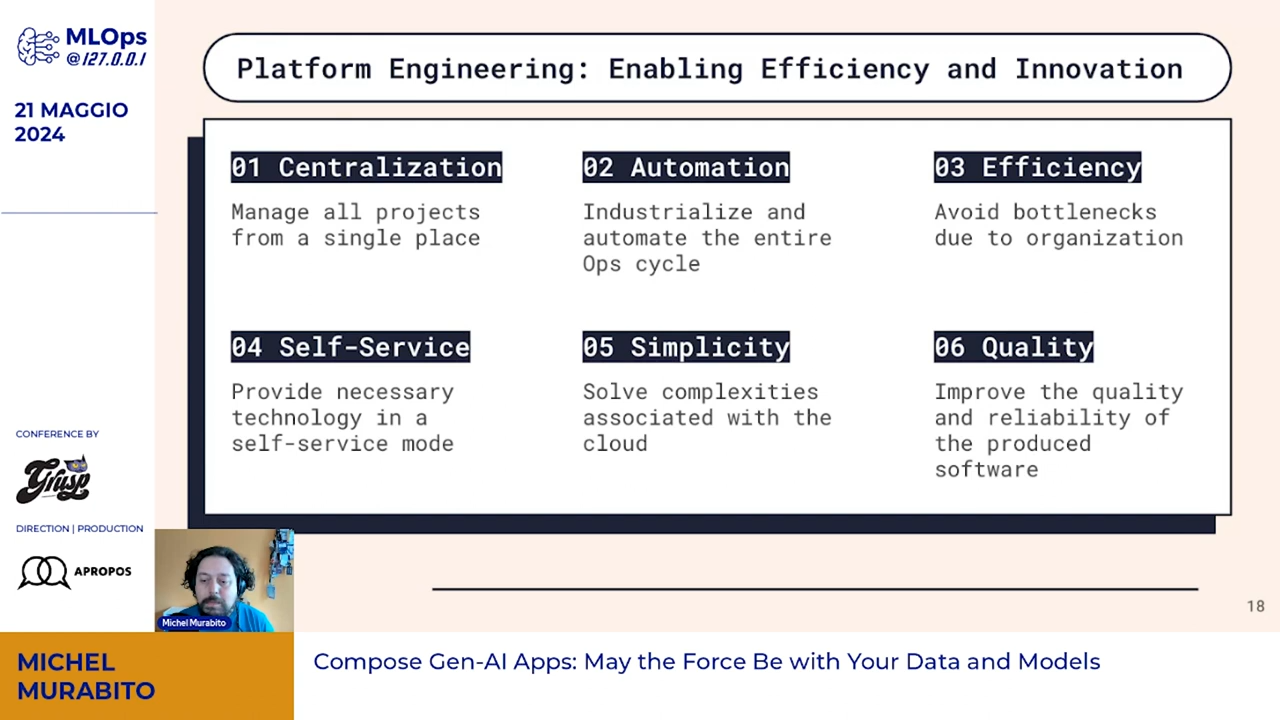 MLOps
@127.0.0.1
21 MAGGIO
2024
Platform Engineering: Enabling Efficiency and Innovation
01 Centralization
Manage all projects
from a single place
02 Automation
Industrialize and
automate the entire
Ops cycle
03 Efficiency
Avoid bottlenecks
due to organization
04 Self-Service
Provide necessary
technology in a
self-service mode
05 Simplicity
Solve complexities
associated with the
cloud
06 Quality
Improve the quality
and reliability of
the produced
software
CONFERENCE BY
Grusp
DIRECTION | PRODUCTION
APROPOS
Michel Murabito
18
MICHEL
MURABITO
Compose Gen-AI Apps: May the Force Be with Your Data and Models